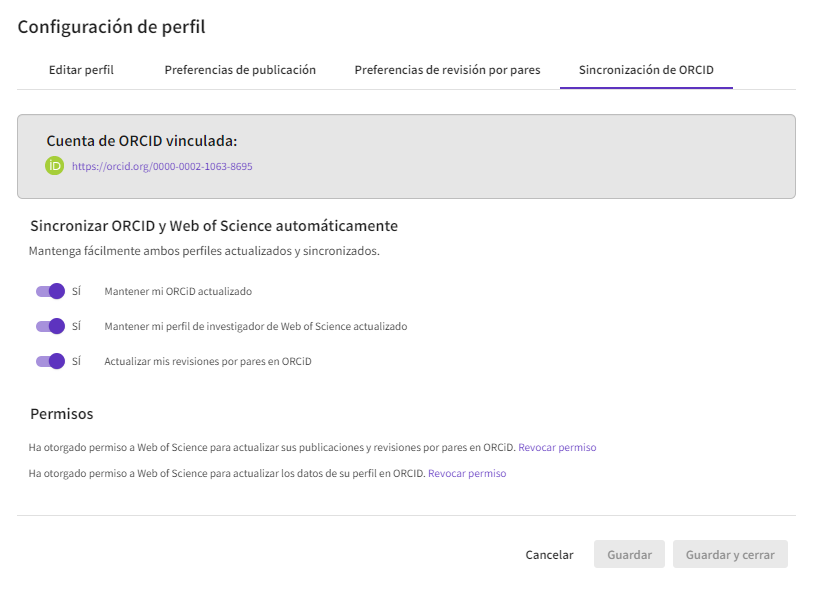 Configuración de perfil
Editar perfil Preferencias de publicación Preferencias de revisión por pares Sincronización de ORCID
Cuenta de ORCID vinculada:
iD https://orcid.org/0000-0002-1063-8695
Sincronizar ORCID y Web of Science automáticamente
Mantenga fácilmente ambos perfiles actualizados y sincronizados.
SÍ Mantener mi ORCiD actualizado
SÍ Mantener mi perfil de investigador de Web of Science actualizado
SÍ Actualizar mis revisiones por pares en ORCiD
Permisos
Ha otorgado permiso a Web of Science para actualizar sus publicaciones y revisiones por pares en ORCiD. Revocar permiso
Ha otorgado permiso a Web of Science para actualizar los datos de su perfil en ORCID. Revocar permiso
Cancelar Guardar Guardar y cerrar